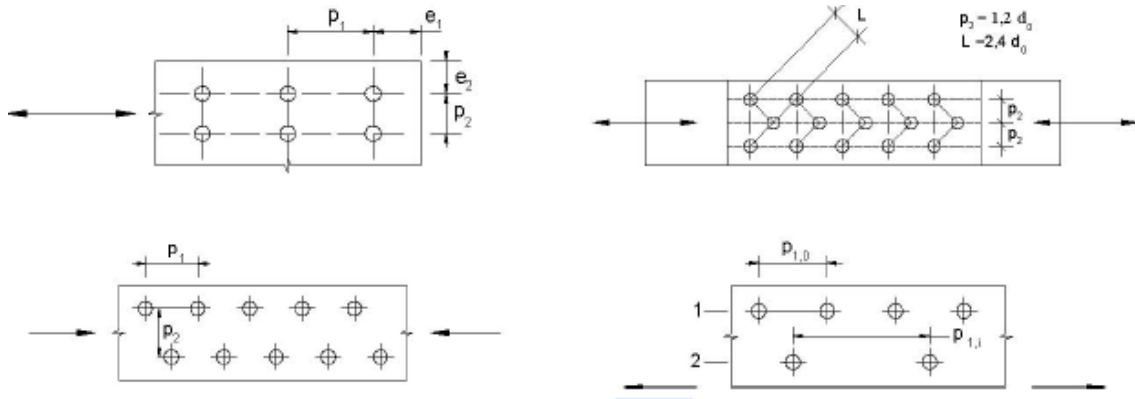 p₁
e₁
e₂
p₂
L
p₂ = 1,2 d₀
L =2,4 d₀
p₂
p₂
p₁
p₂
p₁,₀
1
p₁,i
2